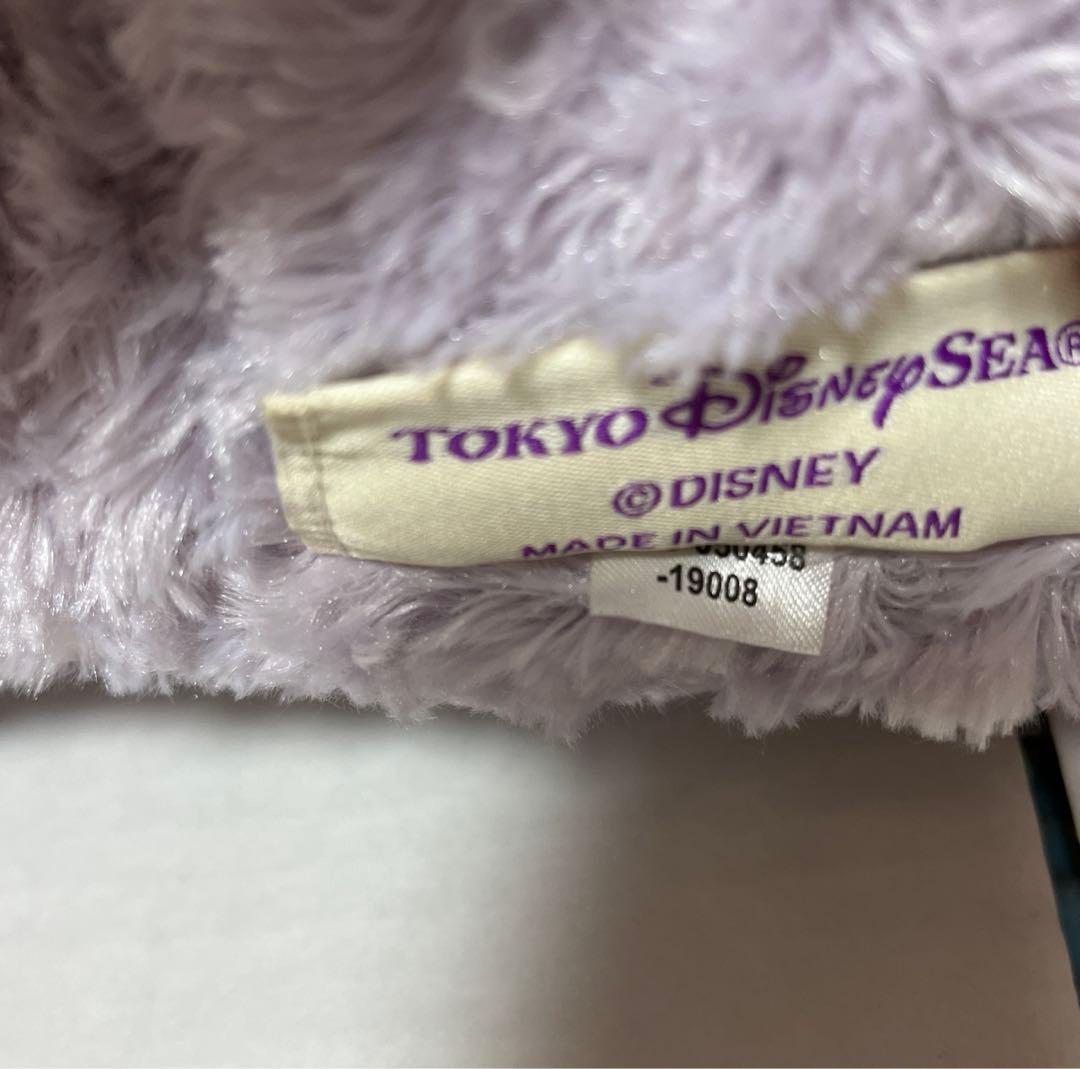 TOKYO DISNEYSEA®
©DISNEY
MADE IN VIETNAM
-19008